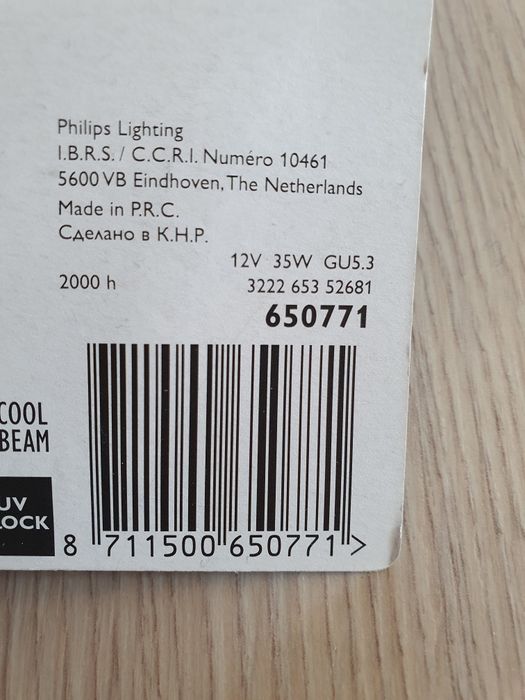 Philips Lighting
I.B.R.S. / C.C.R.I. Numéro 10461
5600 VB Eindhoven, The Netherlands
Made in P.R.C.
Сделано в К.Н.Р.
12V 35W GU5.3
2000 h
3222 653 52681
650771
COOL
BEAM
UV
LOCK
8 711500 650771 >